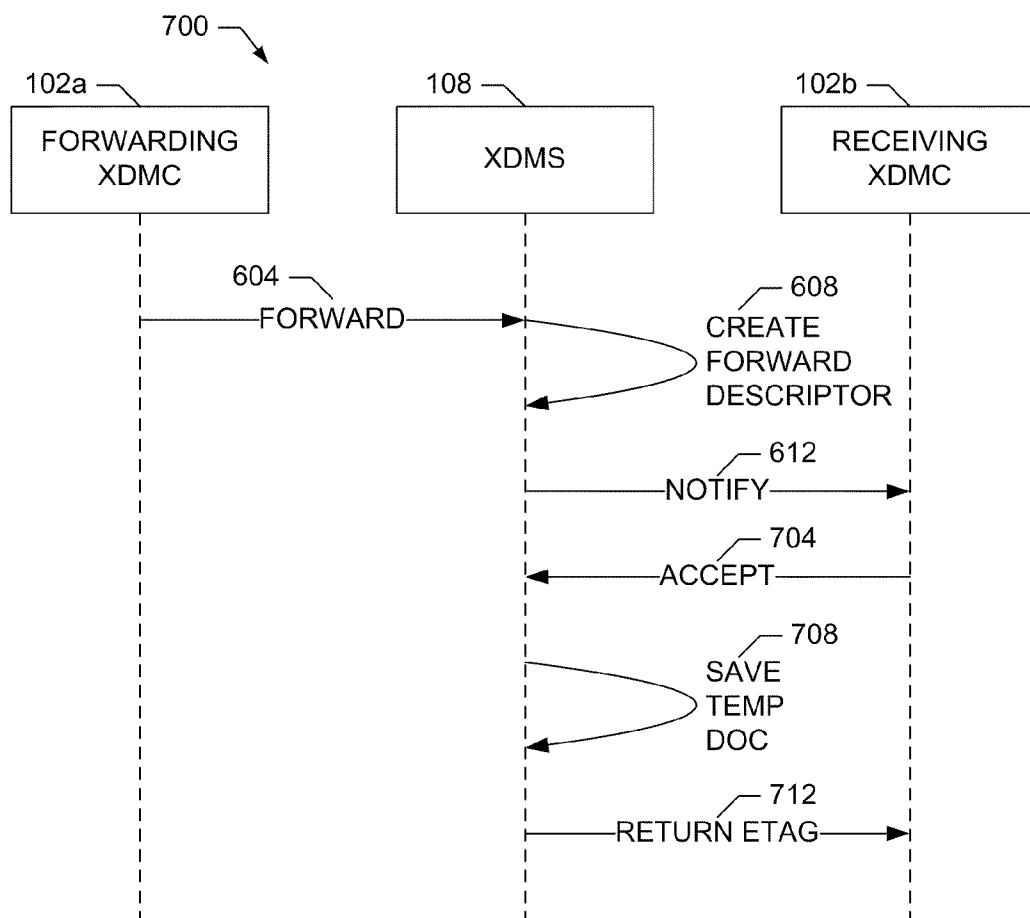 700
102a
108
102b
FORWARDING
XDMC
XDMS
RECEIVING
XDMC
604
FORWARD
608
CREATE
FORWARD
DESCRIPTOR
612
NOTIFY
704
ACCEPT
708
SAVE
TEMP
DOC
712
RETURN ETAG